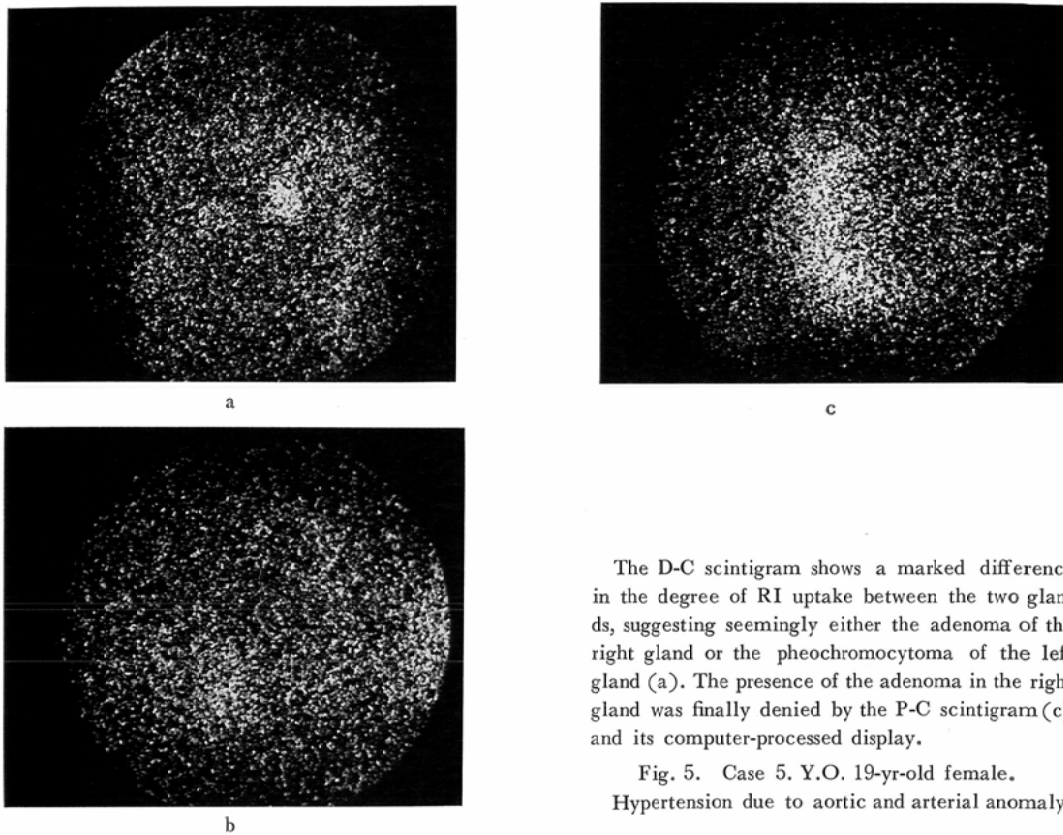 a
c
b
The D-C scintigram shows a marked differenc
in the degree of RI uptake between the two glan
ds, suggesting seemingly either the adenoma of th
right gland or the pheochromocytoma of the lef
gland (a). The presence of the adenoma in the righ
gland was finally denied by the P-C scintigram (c
and its computer-processed display.
Fig. 5. Case 5. Y.O. 19-yr-old female.
Hypertension due to aortic and arterial anomaly